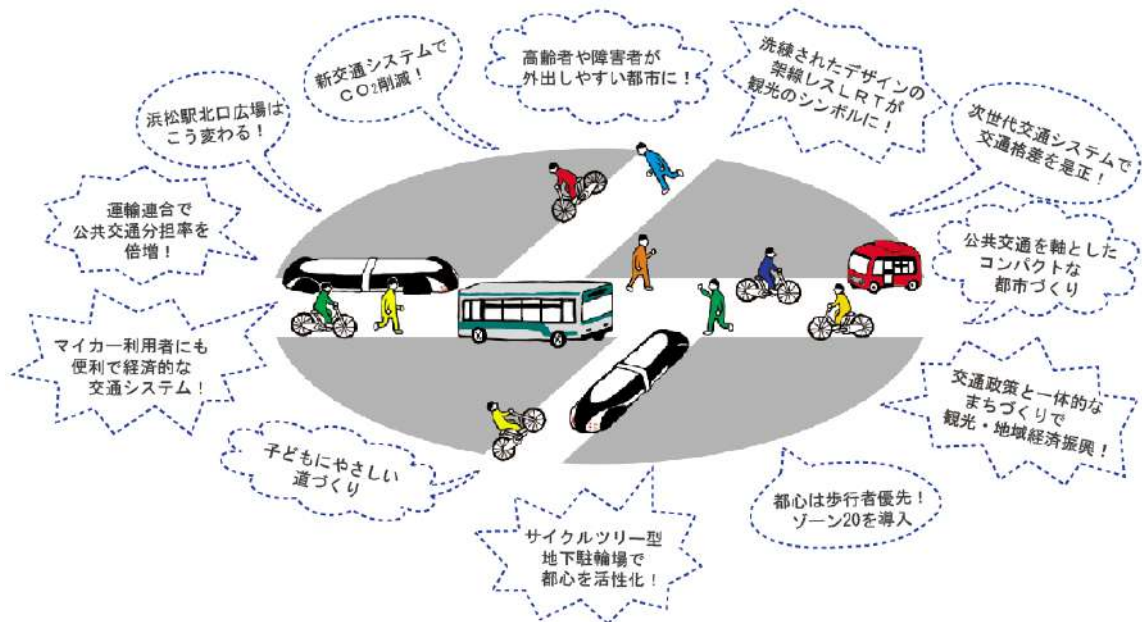 新交通システムで
ＣＯ₂削減！
高齢者や障害者が
外出しやすい都市に！
洗練されたデザインの
架線レスＬＲＴが
観光のシンボルに！
浜松駅北口広場は
こう変わる！
次世代交通システムで
交通格差を是正！
運輸連合で
公共交通分担率を
倍増！
公共交通を軸とした
コンパクトな
都市づくり
マイカー利用者にも
便利で経済的な
交通システム！
交通政策と一体的な
まちづくりで
観光・地域経済振興！
子どもにやさしい
道づくり
都心は歩行者優先！
ゾーン20を導入
サイクルツリー型
地下駐輪場で
都心を活性化！